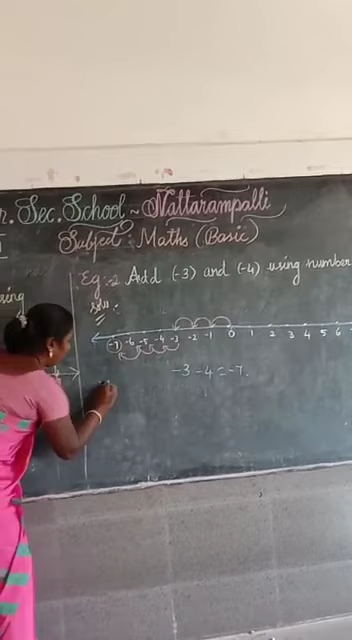 r. Sec. School ~ Nattarampalli
Subject: Maths (Basic)
Eg:-2 Add (-3) and (-4) using number
soln:
-7 -6 -5 -4 -3 -2 -1 0 1 2 3 4 5 6
-3-4=-7.